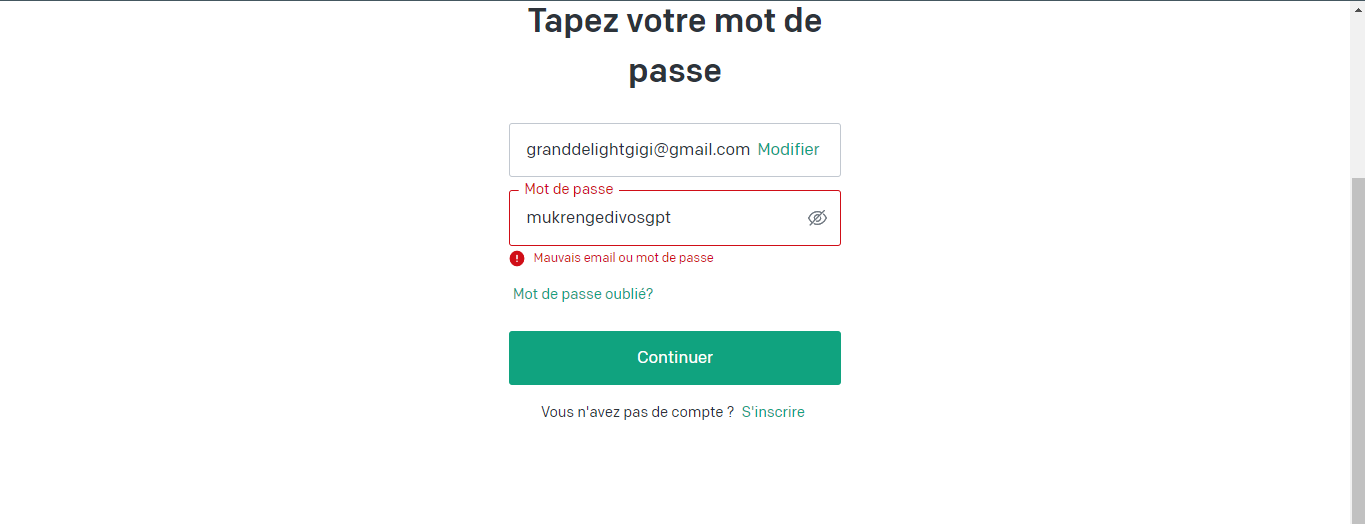 Tapez votre mot de
passe
granddelightgigi@gmail.com Modifier
Mot de passe
mukrengedivosgpt
Mauvais email ou mot de passe
Mot de passe oublié?
Continuer
Vous n'avez pas de compte ? S'inscrire